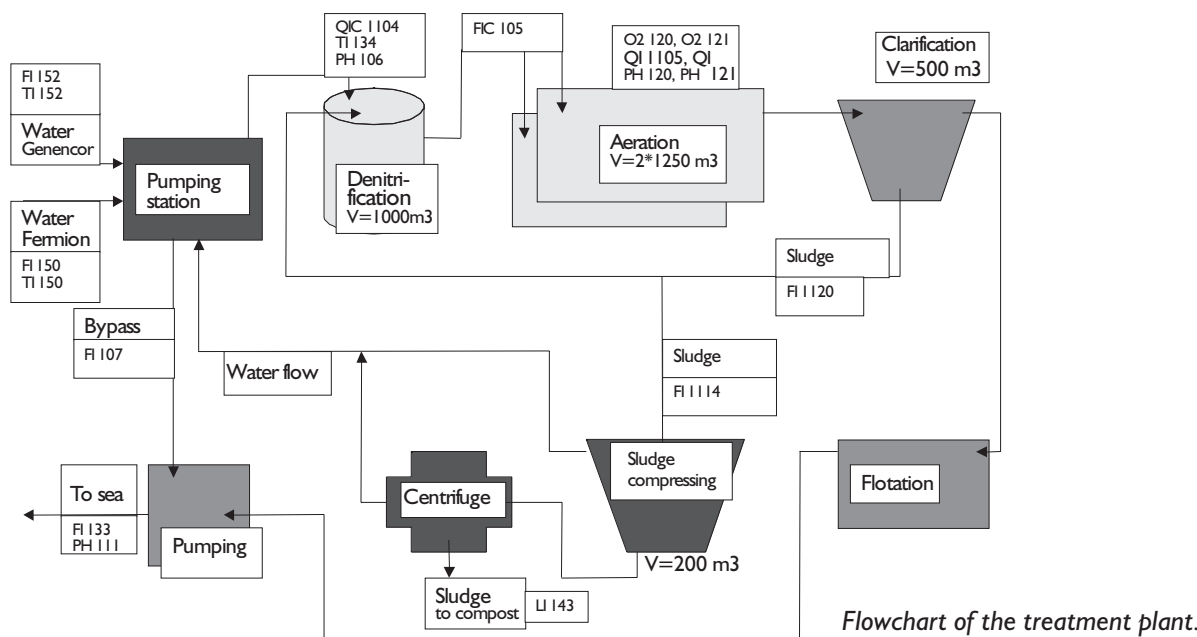 QIC 1104
TI 134
PH 106
FIC 105
O2 120, O2 121
QI 1105, QI
PH 120, PH 121
Clarification
V=500 m3
FI 152
TI 152
Water
Genencor
Pumping
station
Denitri-
fication
V=1000m3
Aeration
V=2*1250 m3
Water
Fermion
FI 150
TI 150
Sludge
FI 1120
Bypass
FI 107
Water flow
Sludge
FI 1114
To sea
FI 133
PH 111
Pumping
Centrifuge
Sludge
compressing
Flotation
V=200 m3
Sludge
to compost
LI 143
Flowchart of the treatment plant.